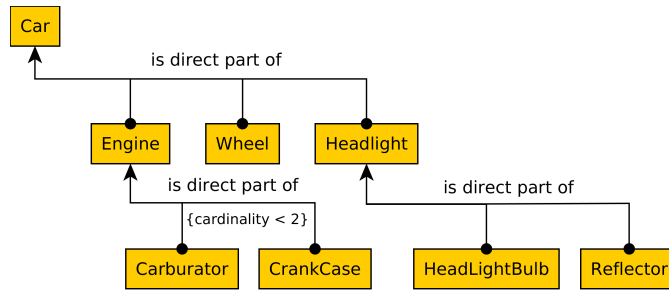 Car
is direct part of
Engine
Wheel
Headlight
is direct part of
is direct part of
{cardinality < 2}
Carburator
CrankCase
HeadLightBulb
Reflector